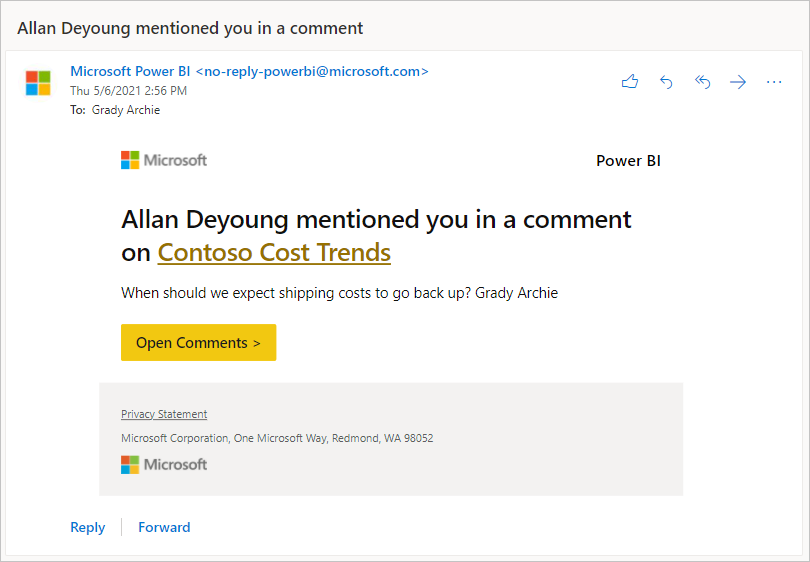 Allan Deyoung mentioned you in a comment
Microsoft Power BI <no-reply-powerbi@microsoft.com>
Thu 5/6/2021 2:56 PM
To: Grady Archie
Microsoft
Power BI
Allan Deyoung mentioned you in a comment
on Contoso Cost Trends
When should we expect shipping costs to go back up? Grady Archie
Open Comments >
Privacy Statement
Microsoft Corporation, One Microsoft Way, Redmond, WA 98052
Microsoft
Reply
Forward